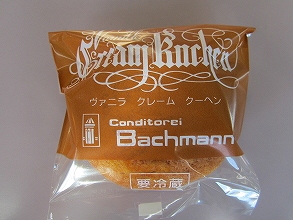 Cream Kuchen
ヴァニラ クレーム クーヘン
Conditorei
Bachmann
要冷蔵